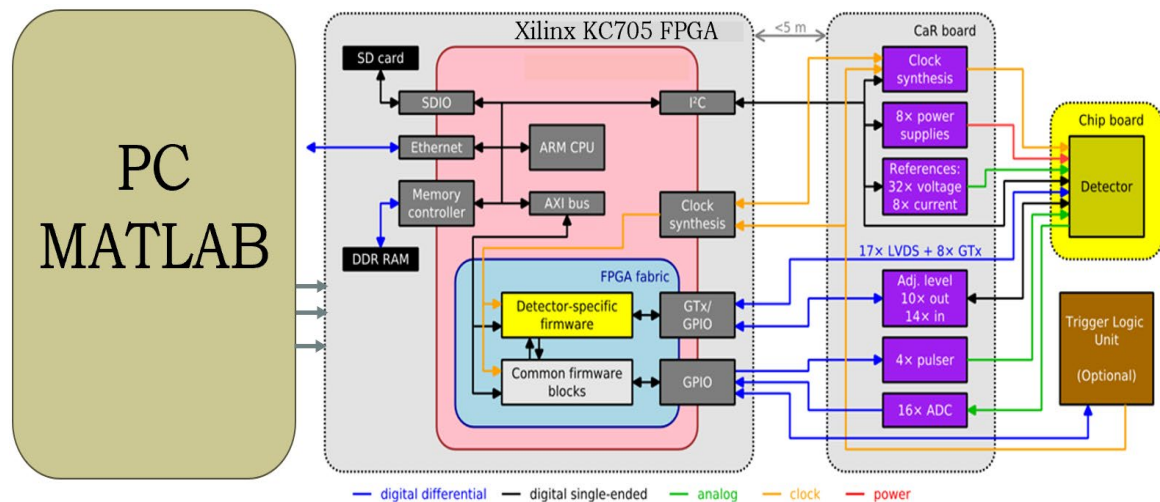 PC
MATLAB
Xilinx KC705 FPGA
SD card
SDIO
Ethernet
Memory
controller
DDR RAM
ARM CPU
AXI bus
I²C
Clock
synthesis
FPGA fabric
Detector-specific
firmware
Common firmware
blocks
GTx/
GPIO
GPIO
<5 m
CaR board
Clock
synthesis
8× power
supplies
References:
32× voltage
8× current
17× LVDS + 8× GTx
Adj. level
10× out
14× in
4× pulser
16× ADC
Chip board
Detector
Trigger Logic
Unit
(Optional)
digital differential
digital single-ended
analog
clock
power